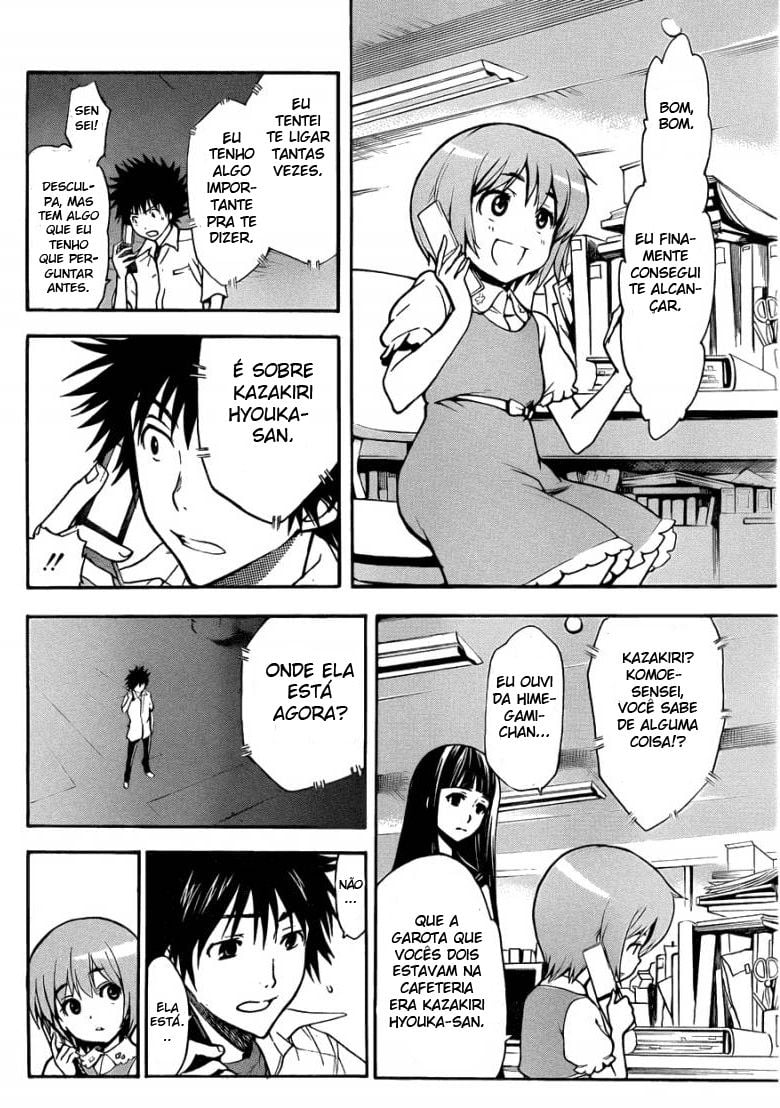 BOM,
BOM.
EU FINA-
MENTE
CONSEGUI
TE ALCAN-
ÇAR.
EU
TENTEI
TE LIGAR
TANTAS
VEZES.
EU
TENHO
ALGO
IMPOR-
TANTE
PRA TE
DIZER.
SEN
SEI!
DESCUL-
PA, MAS
TEM ALGO
QUE EU
TENHO
QUE PER-
GUNTAR
ANTES.
É SOBRE
KAZAKIRI
HYOUKA-
SAN.
!!
KAZAKIRI?
KOMOE-
SENSEI,
VOCÊ SABE
DE ALGUMA
COISA!?
EU OUVI
DA HIME-
GAMI-
CHAN...
QUE A
GAROTA QUE
VOCÊS DOIS
ESTAVAM NA
CAFETERIA
ERA KAZAKIRI
HYOUKA-SAN.
ONDE ELA
ESTÁ
AGORA?
NÃO
...
ELA
ESTÁ.
..